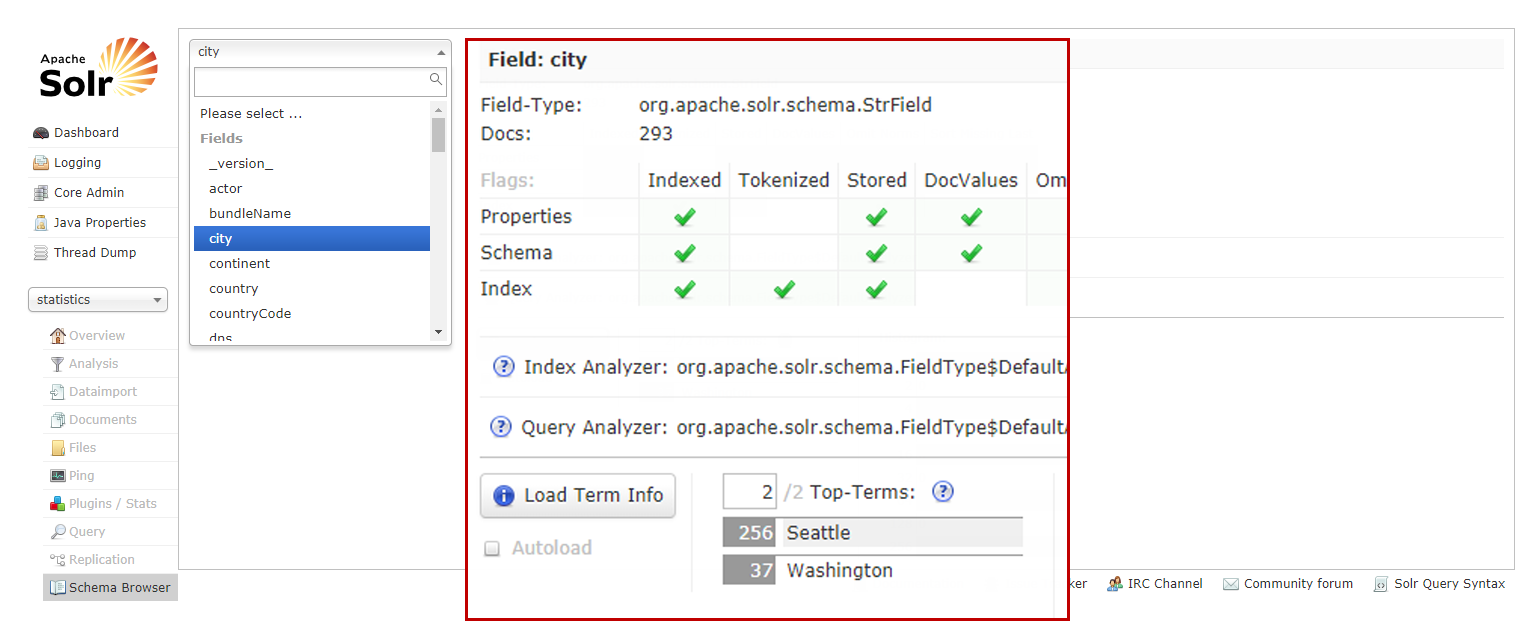 Apache
Solr
Dashboard
Logging
Core Admin
Java Properties
Thread Dump
statistics
Overview
Analysis
Dataimport
Documents
Files
Ping
Plugins / Stats
Query
Replication
Schema Browser
city
Please select ...
Fields
_version_
actor
bundleName
city
continent
country
countryCode
dns
Field: city
Field-Type: org.apache.solr.schema.StrField
Docs: 293
Flags: Indexed Tokenized Stored DocValues Om
Properties
Schema
Index
Index Analyzer: org.apache.solr.schema.FieldType$Default
Query Analyzer: org.apache.solr.schema.FieldType$Default
Load Term Info
Autoload
2 /2 Top-Terms:
256 Seattle
37 Washington
ker IRC Channel Community forum Solr Query Syntax